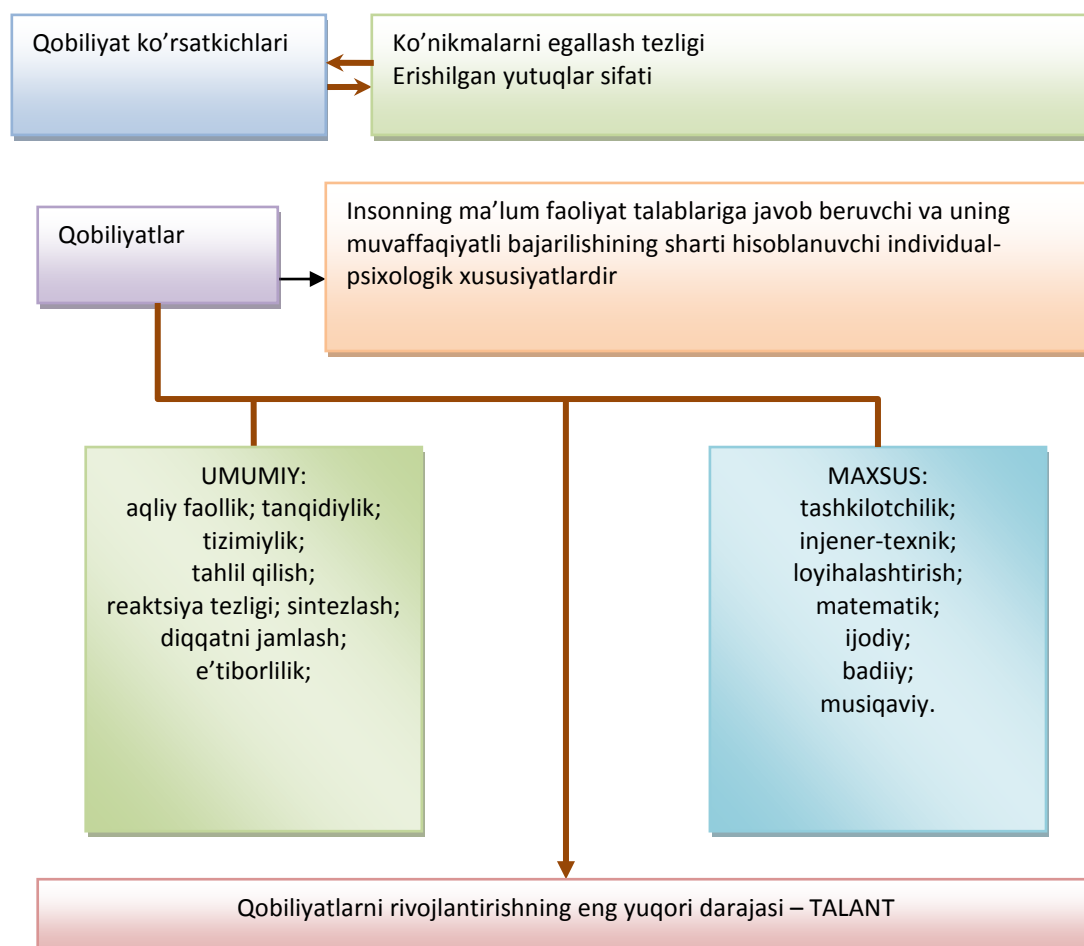 Qobiliyat ko’rsatkichlari
Ko’nikmalarni egallash tezligi
Erishilgan yutuqlar sifati
Qobiliyatlar
Insonning ma’lum faoliyat talablariga javob beruvchi va uning
muvaffaqiyatli bajarilishining sharti hisoblanuvchi individual-
psixologik xususiyatlardir
UMUMIY:
aqliy faollik; tanqidiylik;
tizimiylik;
tahlil qilish;
reaktsiya tezligi; sintezlash;
diqqatni jamlash;
e’tiborlilik;
MAXSUS:
tashkilotchilik;
injener-texnik;
loyihalashtirish;
matematik;
ijodiy;
badiiy;
musiqaviy.
Qobiliyatlarni rivojlantirishning eng yuqori darajasi – TALANT